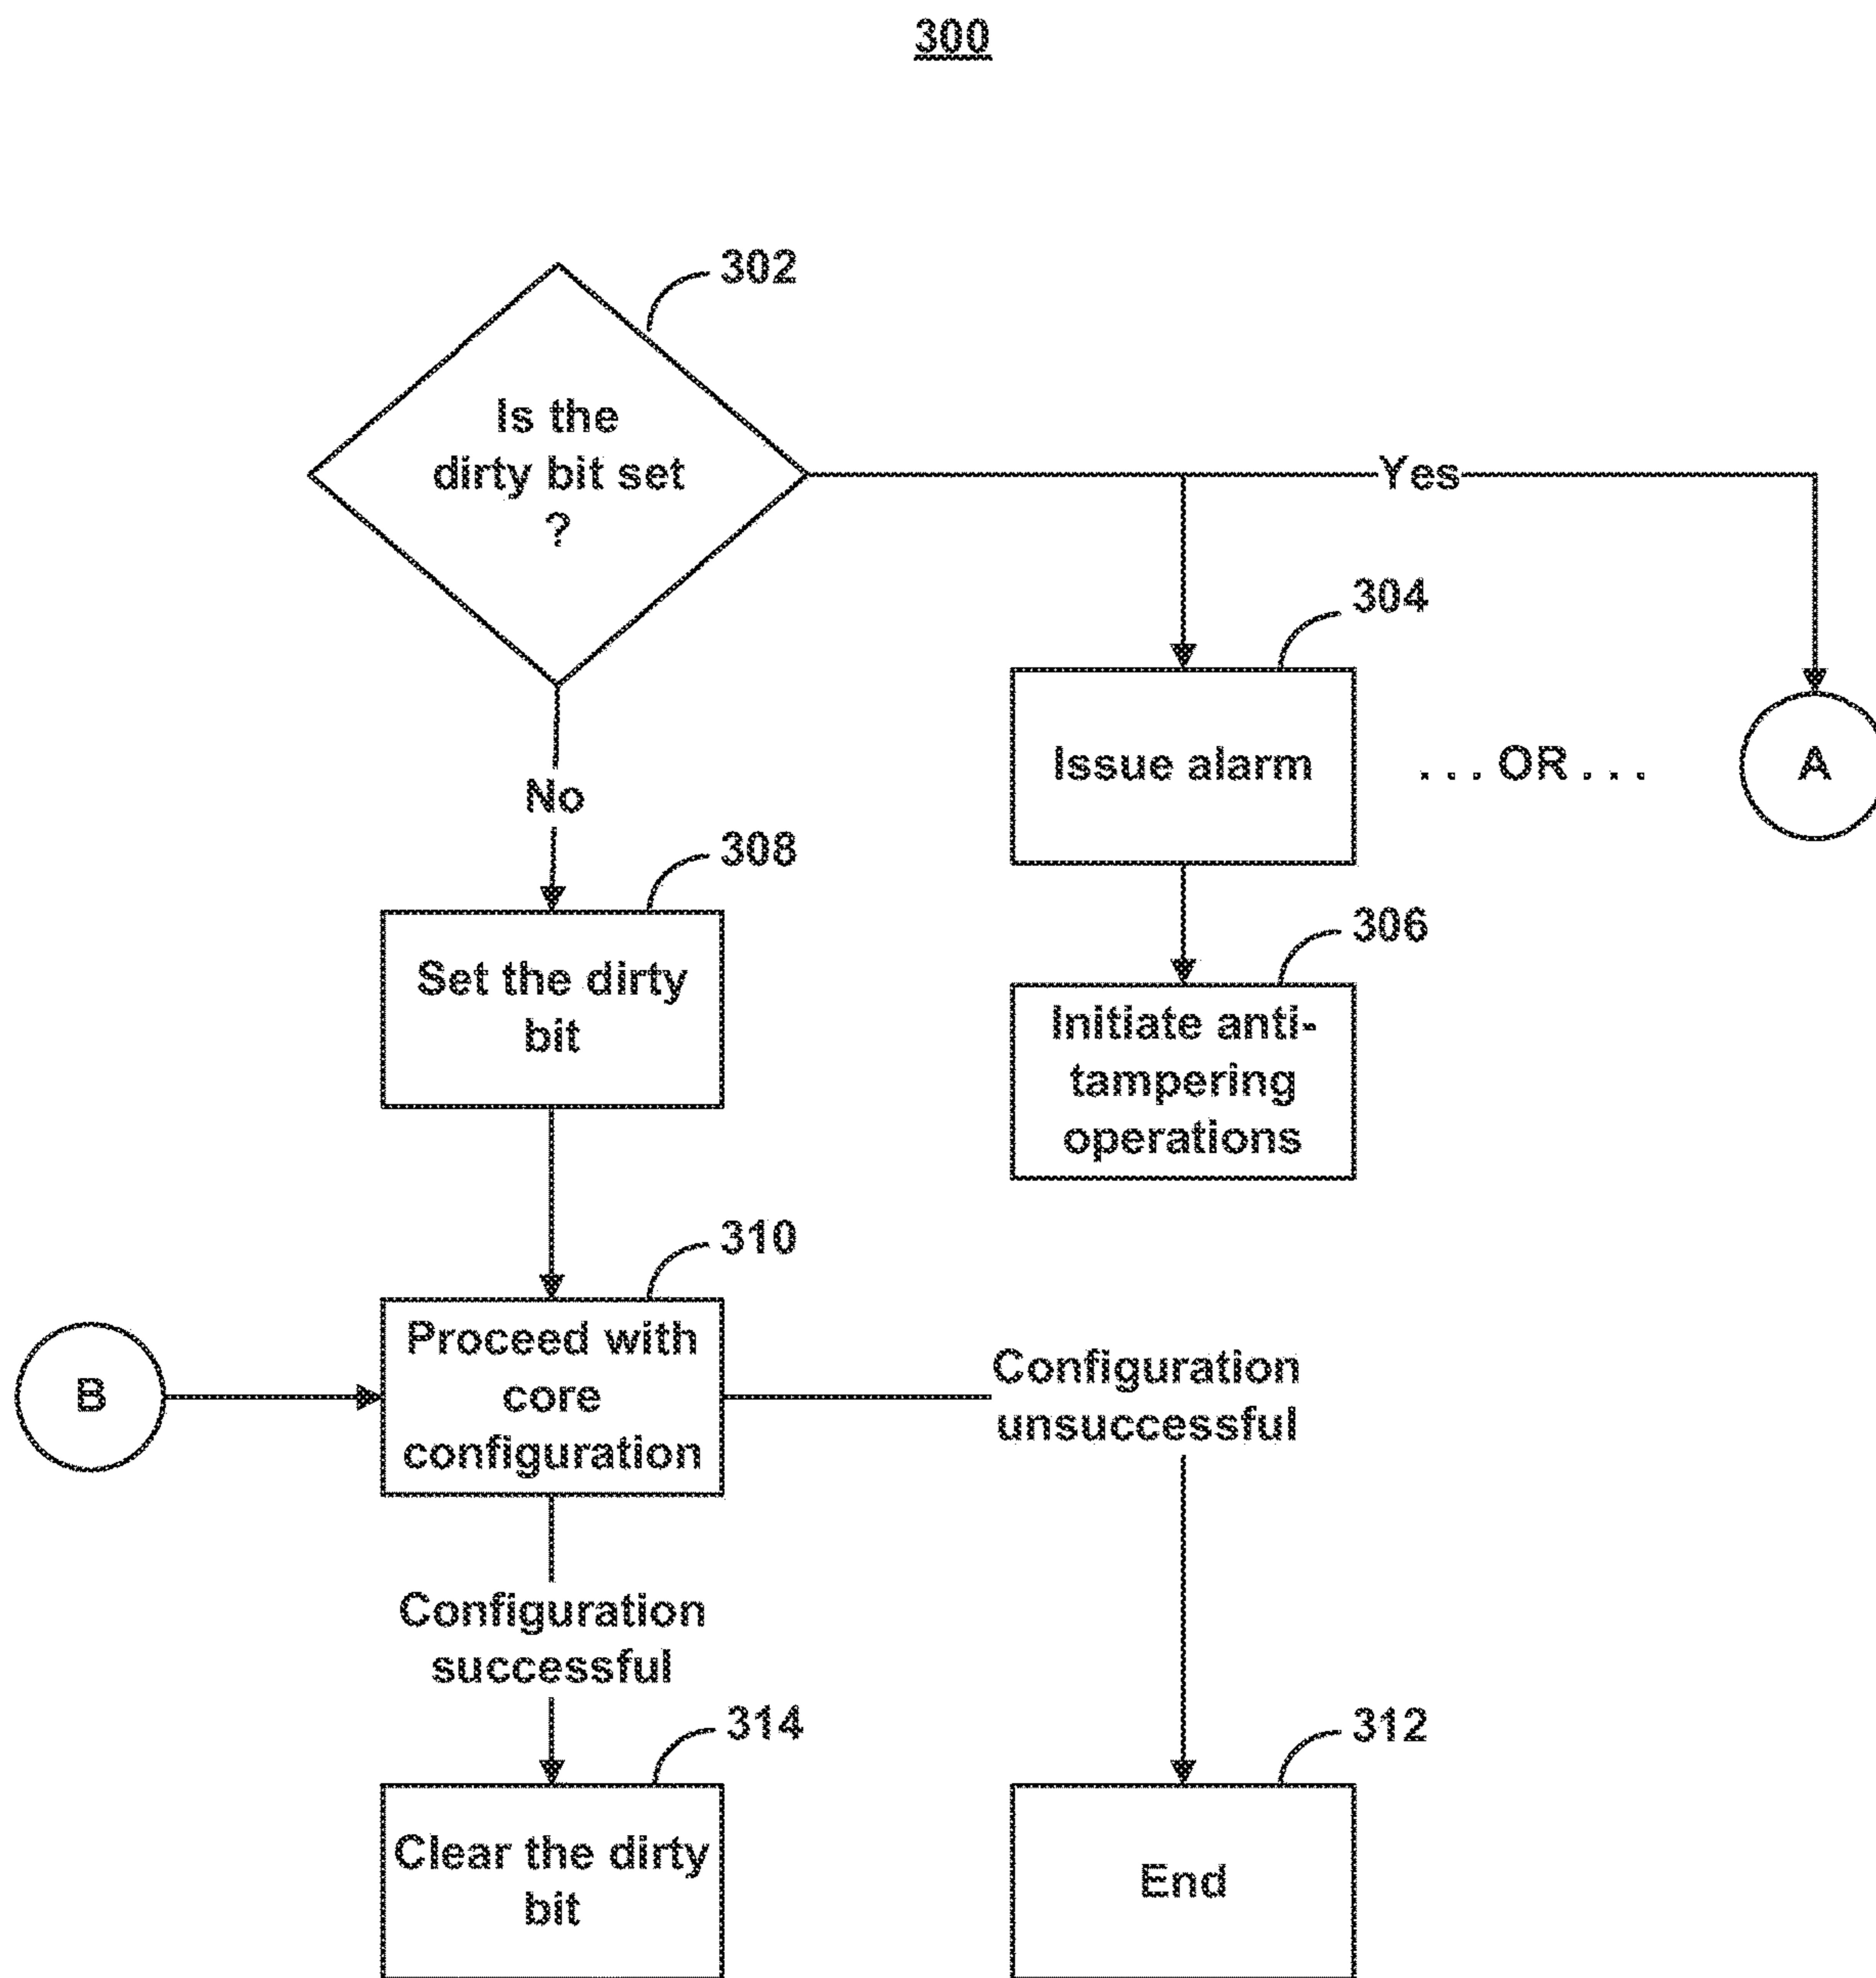 300
302
Is the
dirty bit set
?
Yes
304
Issue alarm
. . . OR . . .
A
No
308
Set the dirty
bit
306
Initiate anti-
tampering
operations
310
B
Proceed with
core
configuration
Configuration
unsuccessful
Configuration
successful
314
Clear the dirty
bit
312
End